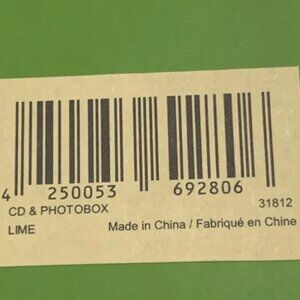 4 250053 692806
CD & PHOTOBOX 31812
LIME Made in China / Fabriqué en Chine